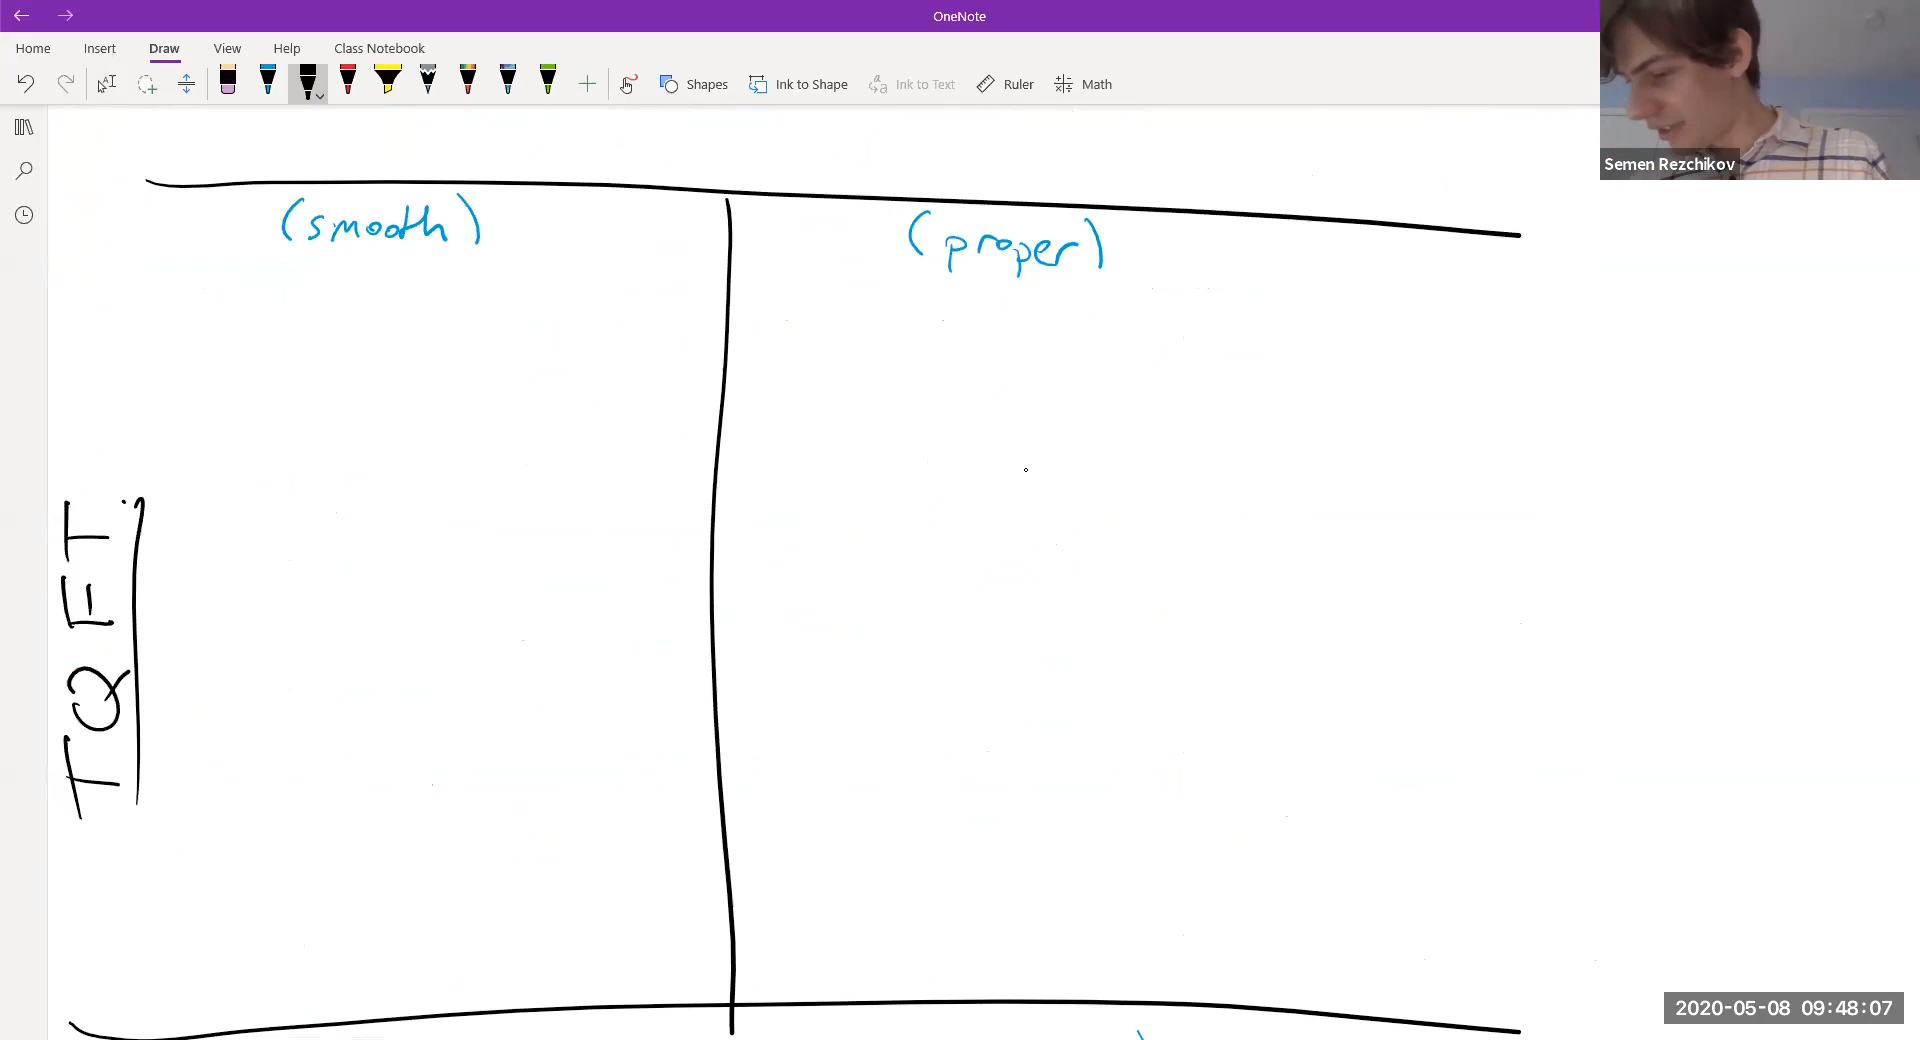 OneNote
Home Insert Draw View Help Class Notebook
Shapes Ink to Shape Ink to Text Ruler Math
Semen Rezchikov
(smooth) (proper)
TQFT
2020-05-08 09:48:07